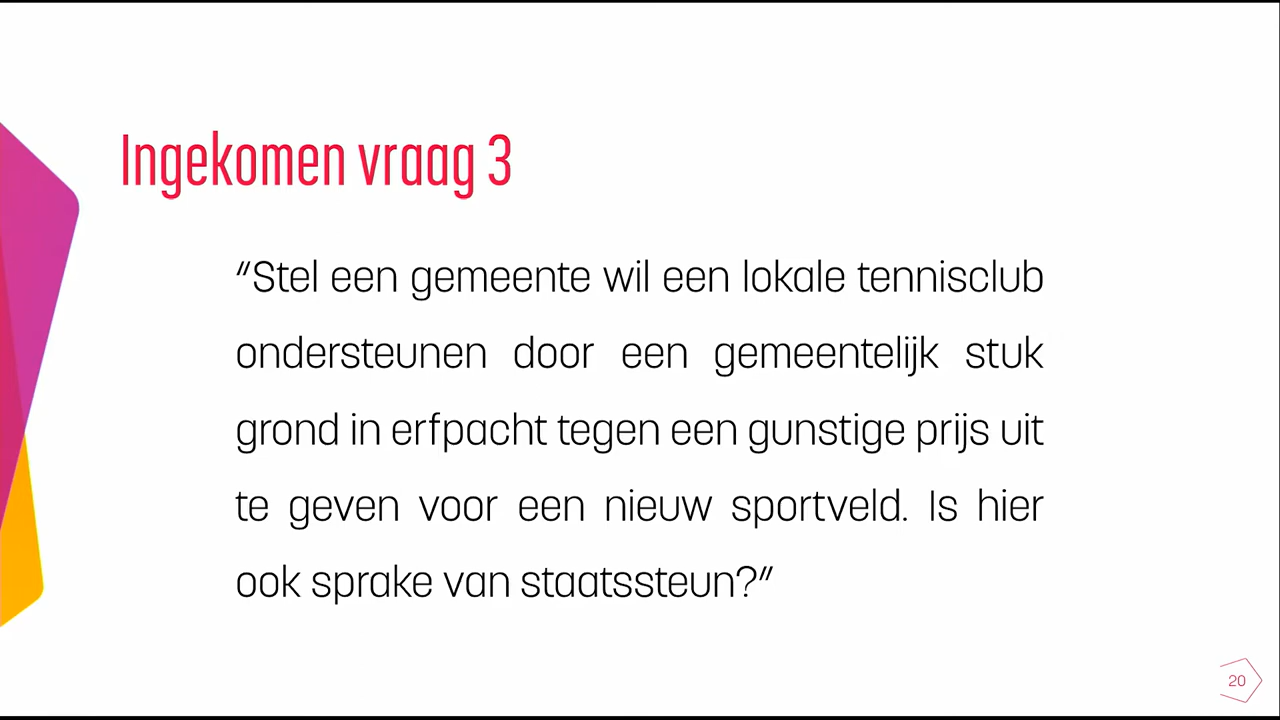 Ingekomen vraag 3
“Stel een gemeente wil een lokale tennisclub
ondersteunen door een gemeentelijk stuk
grond in erfpacht tegen een gunstige prijs uit
te geven voor een nieuw sportveld. Is hier
ook sprake van staatssteun?”
20